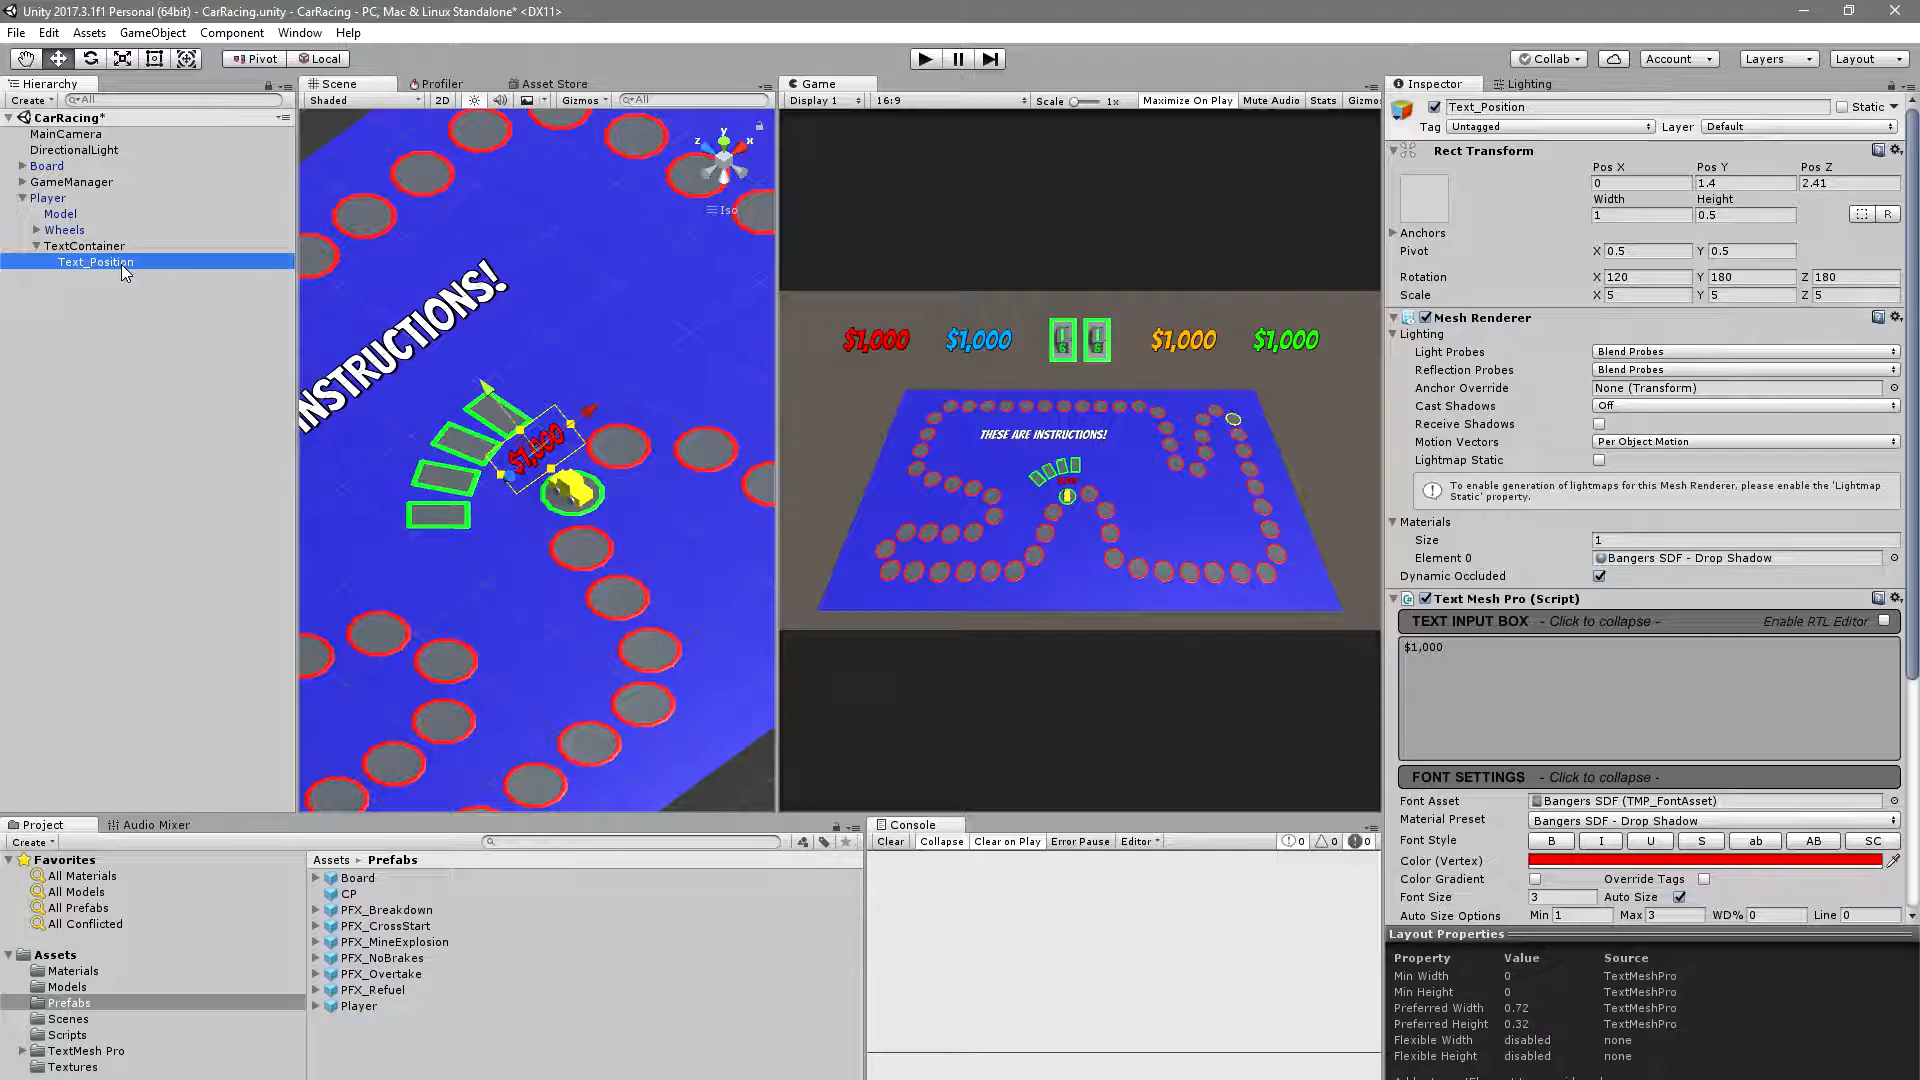 Unity 2017.3.1f1 Personal (64bit) - CarRacing.unity - CarRacing - PC, Mac & Linux Standalone* <DX11>
File Edit Assets GameObject Component Window Help
Pivot Local Collab Account Layers Layout
Hierarchy
Create All
CarRacing*
MainCamera
DirectionalLight
Board
GameManager
Player
Model
Wheels
TextContainer
Text_Position
Scene Profiler Asset Store
Shaded 2D Gizmos All
y
z x
Iso
INSTRUCTIONS!
$1,000
Game
Display 1 16:9 Scale 1x Maximize On Play Mute Audio Stats Gizmos
$1,000 $1,000 $1,000 $1,000
THESE ARE INSTRUCTIONS!
Inspector Lighting
Text_Position Static
Tag Untagged Layer Default
Rect Transform
Pos X Pos Y Pos Z
0 1.4 2.41
Width Height
1 0.5 R
Anchors
Pivot X 0.5 Y 0.5
Rotation X 120 Y 180 Z 180
Scale X 5 Y 5 Z 5
Mesh Renderer
Lighting
Light Probes Blend Probes
Reflection Probes Blend Probes
Anchor Override None (Transform)
Cast Shadows Off
Receive Shadows
Motion Vectors Per Object Motion
Lightmap Static
To enable generation of lightmaps for this Mesh Renderer, please enable the 'Lightmap
Static' property.
Materials
Size 1
Element 0 Bangers SDF - Drop Shadow
Dynamic Occluded
Text Mesh Pro (Script)
TEXT INPUT BOX - Click to collapse - Enable RTL Editor
$1,000
FONT SETTINGS - Click to collapse -
Font Asset Bangers SDF (TMP_FontAsset)
Material Preset Bangers SDF - Drop Shadow
Font Style B I U S ab AB SC
Color (Vertex)
Color Gradient Override Tags
Font Size 3 Auto Size
Auto Size Options Min 1 Max 3 WD% 0 Line 0
Layout Properties
Property Value Source
Min Width 0 TextMeshPro
Min Height 0 TextMeshPro
Preferred Width 0.72 TextMeshPro
Preferred Height 0.32 TextMeshPro
Flexible Width disabled none
Flexible Height disabled none
Project Audio Mixer
Create
Favorites
All Materials
All Models
All Prefabs
All Conflicted
Assets
Materials
Models
Prefabs
Scenes
Scripts
TextMesh Pro
Textures
Assets Prefabs
Board
CP
PFX_Breakdown
PFX_CrossStart
PFX_MineExplosion
PFX_NoBrakes
PFX_Overtake
PFX_Refuel
Player
Console
Clear Collapse Clear on Play Error Pause Editor 0 0 0